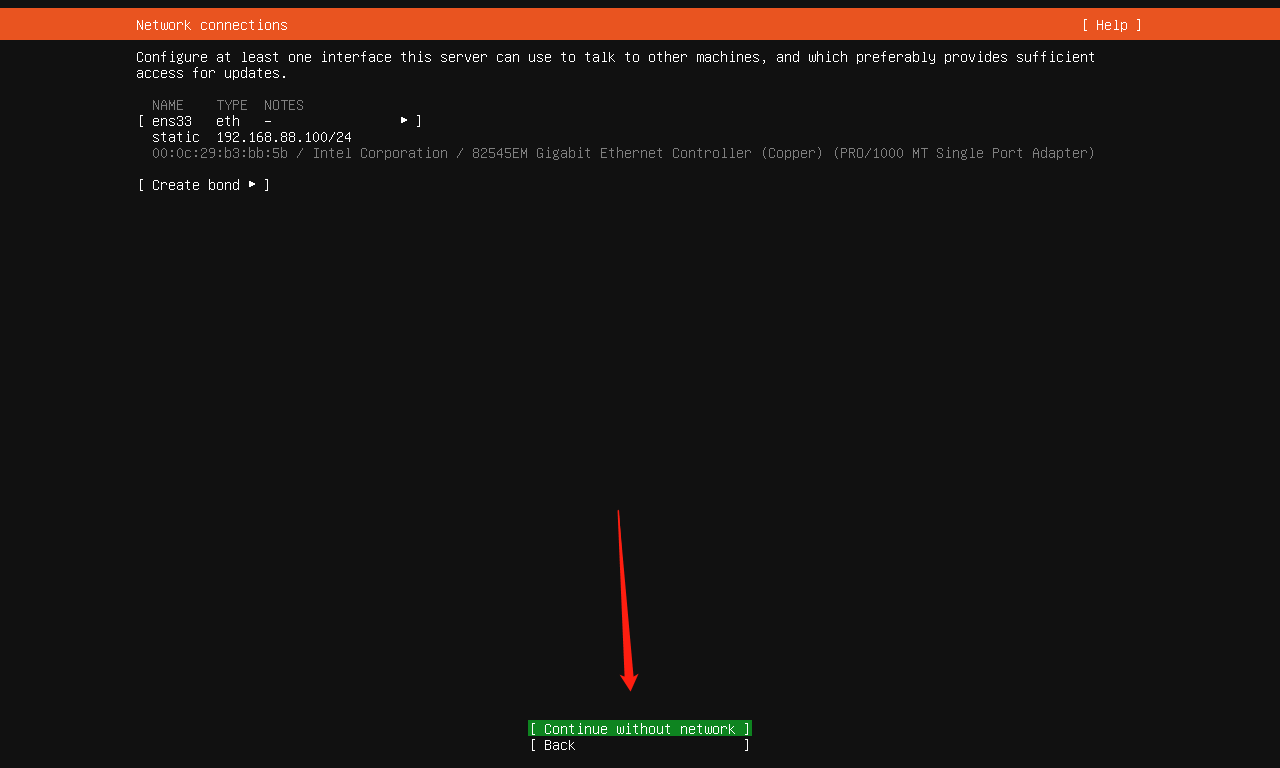 Network connections [ Help ]
Configure at least one interface this server can use to talk to other machines, and which preferably provides sufficient
access for updates.
NAME TYPE NOTES
[ ens33 eth – ▸ ]
static 192.168.88.100/24
00:0c:29:b3:bb:5b / Intel Corporation / 82545EM Gigabit Ethernet Controller (Copper) (PRO/1000 MT Single Port Adapter)
[ Create bond ▸ ]
[ Continue without network ]
[ Back ]